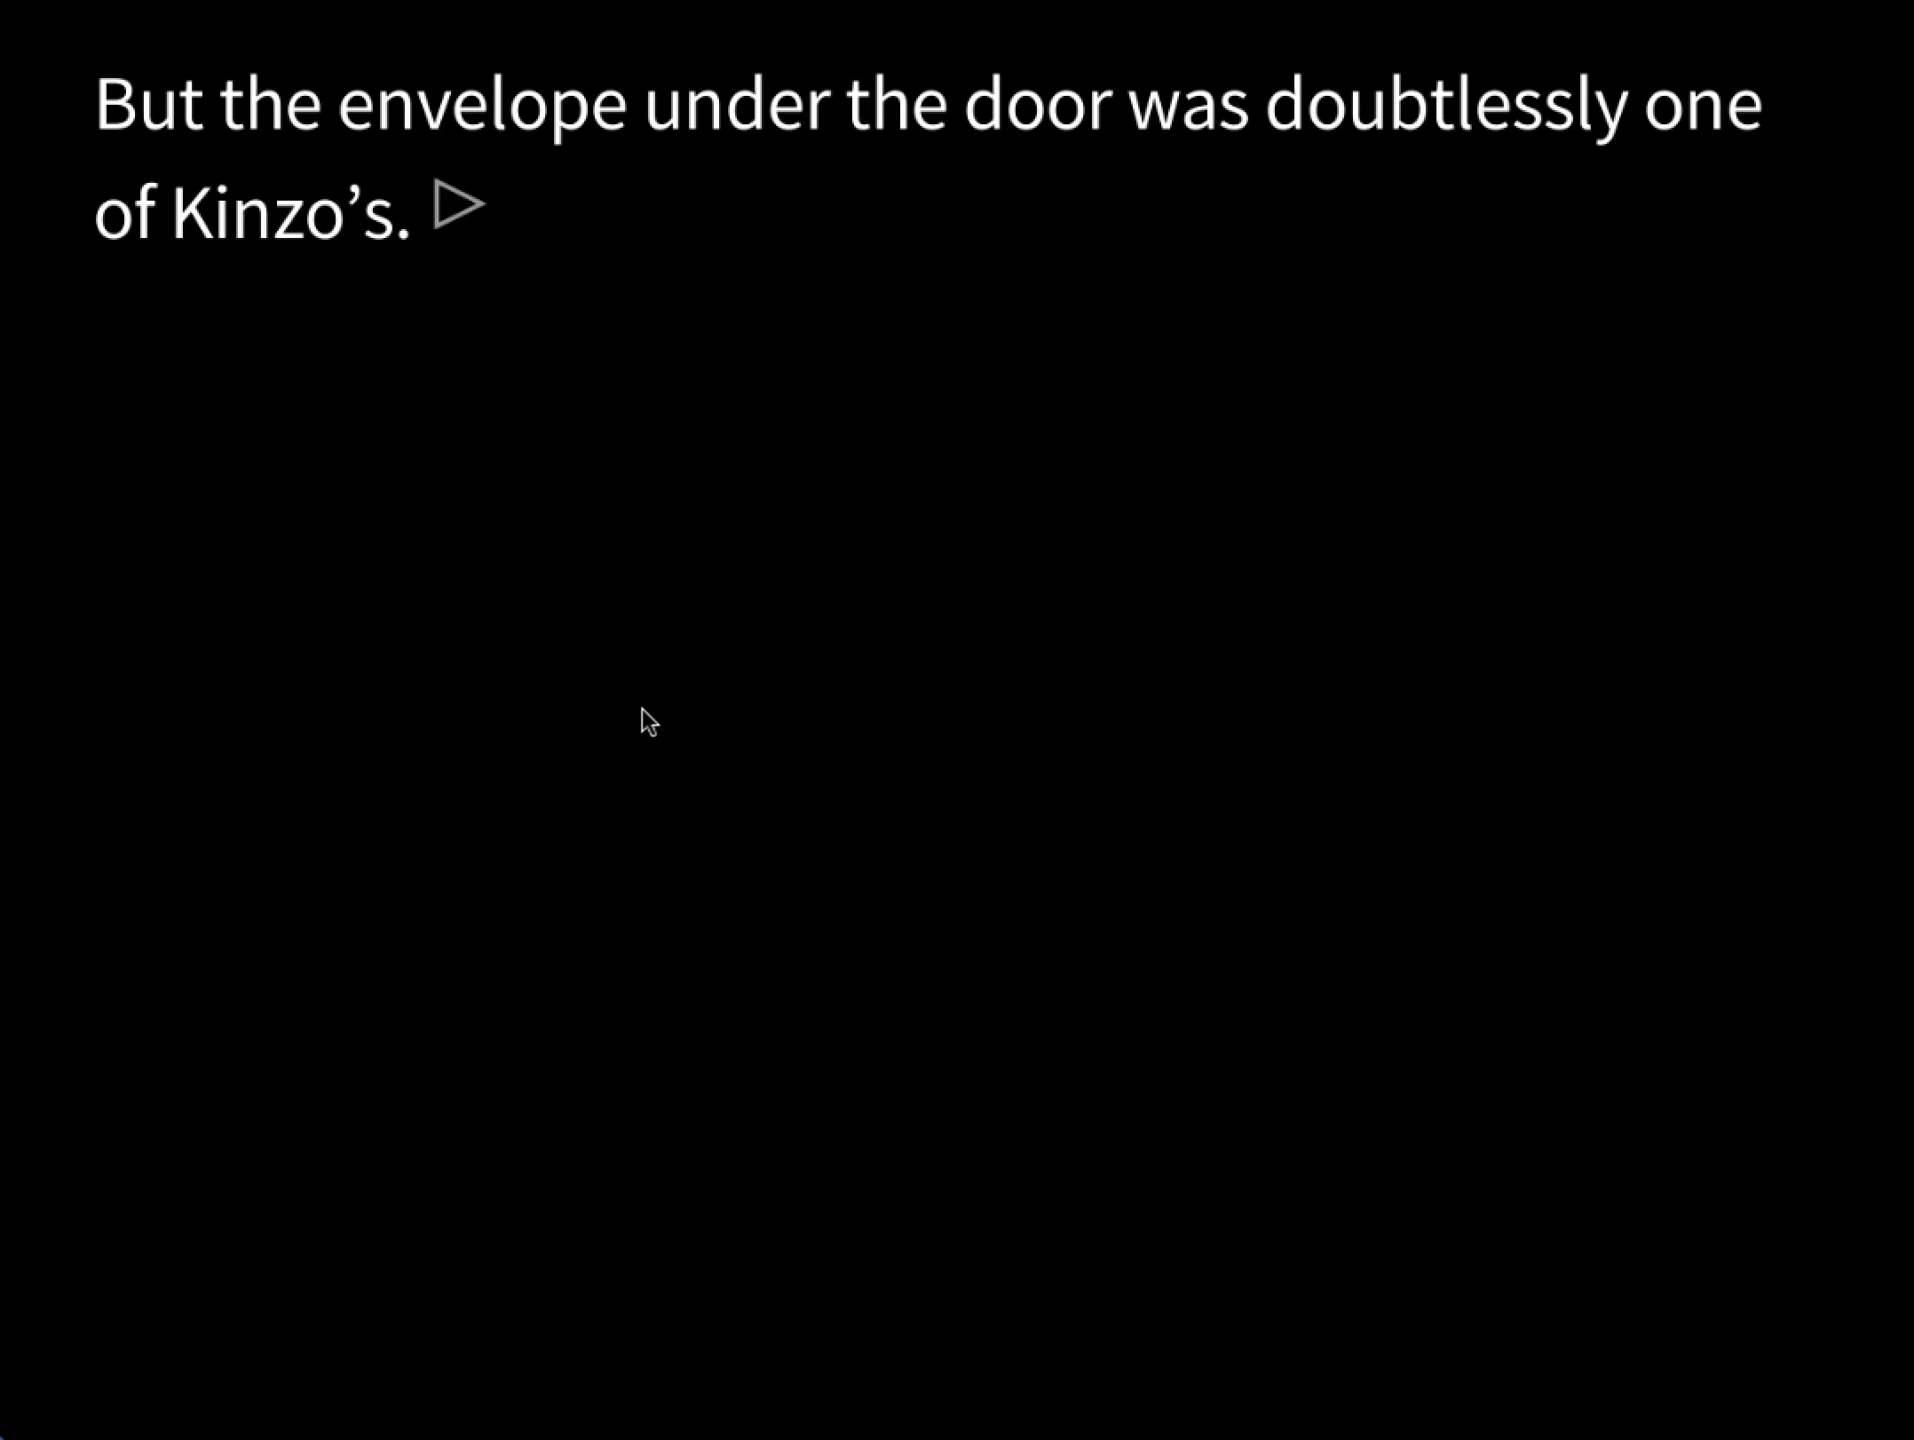 But the envelope under the door was doubtlessly one
of Kinzo’s.